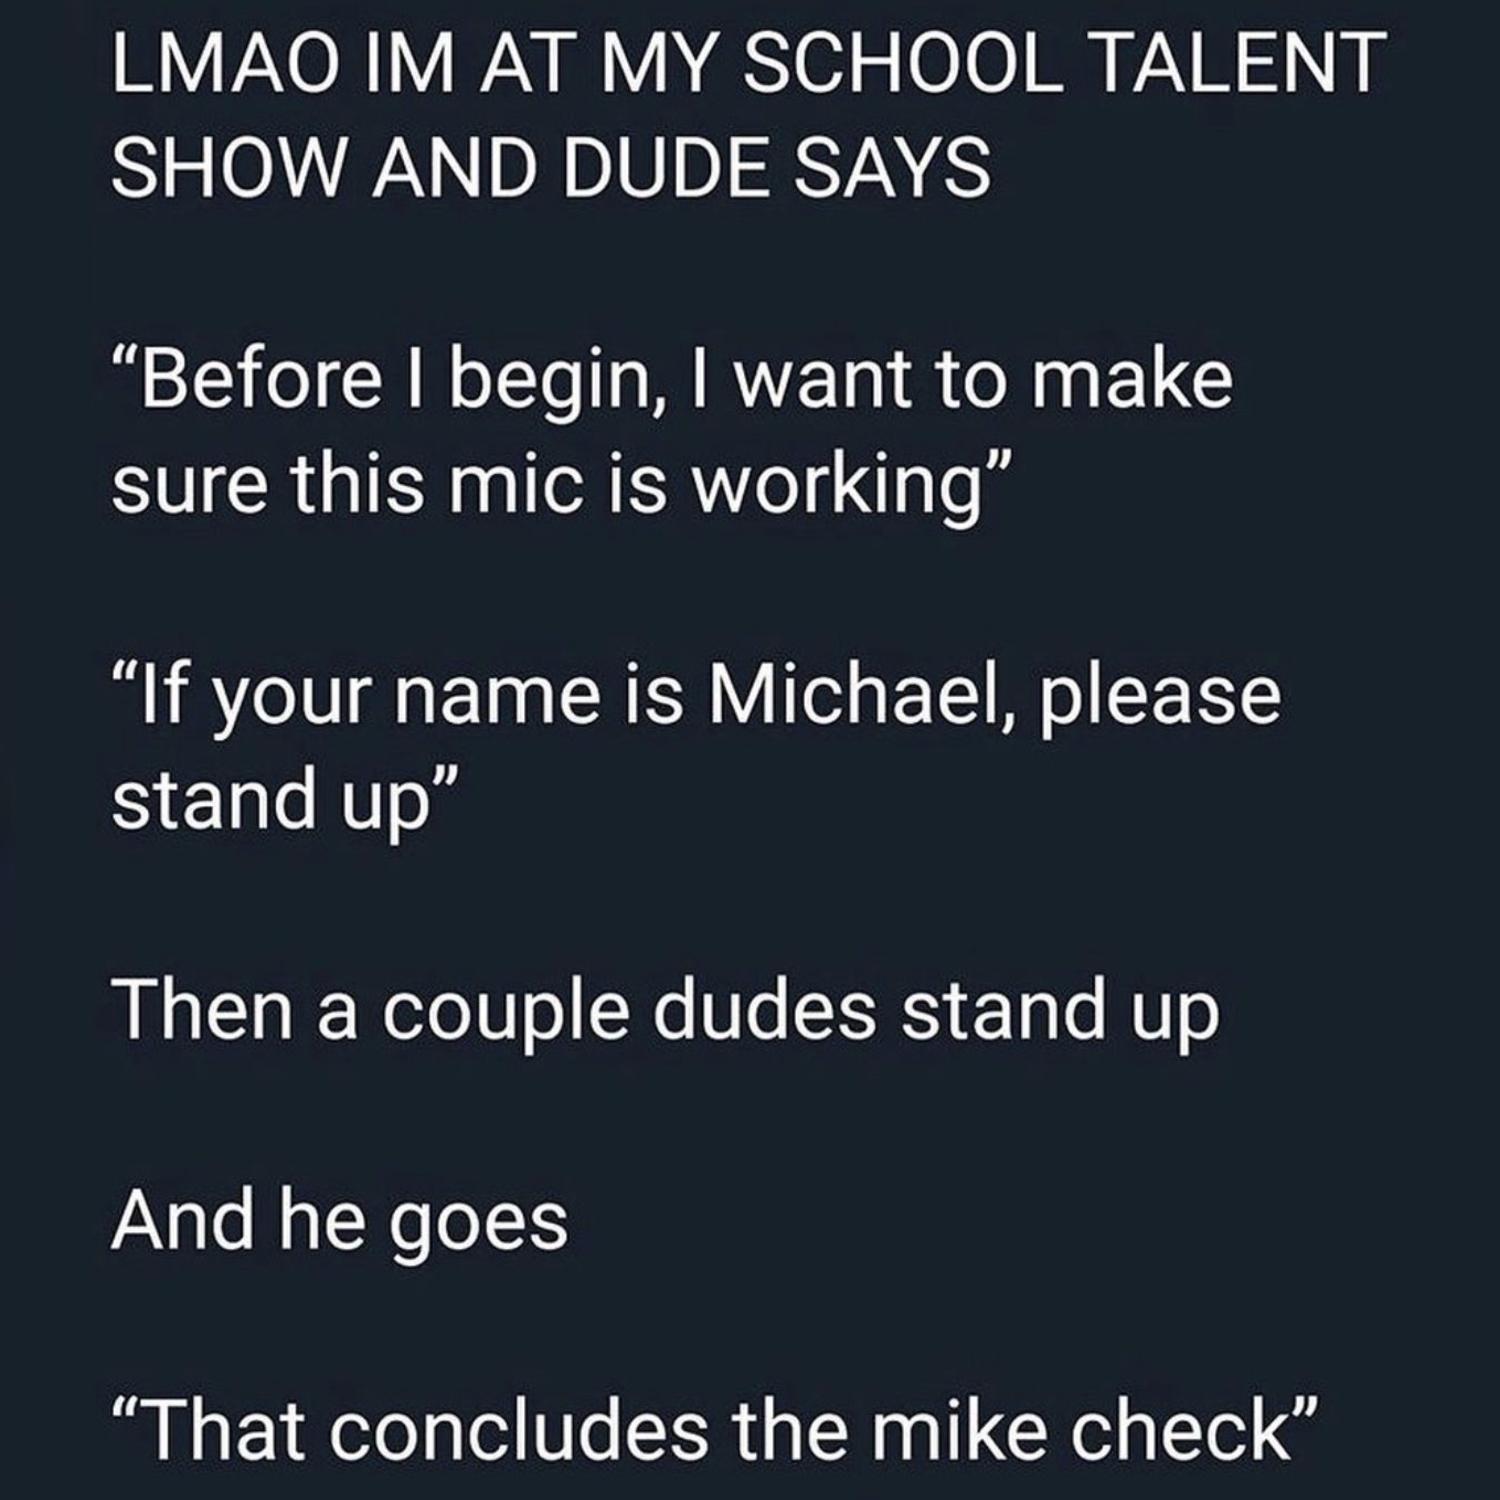 LMAO IM AT MY SCHOOL TALENT
SHOW AND DUDE SAYS
“Before I begin, I want to make
sure this mic is working”
“If your name is Michael, please
stand up”
Then a couple dudes stand up
And he goes
“That concludes the mike check”